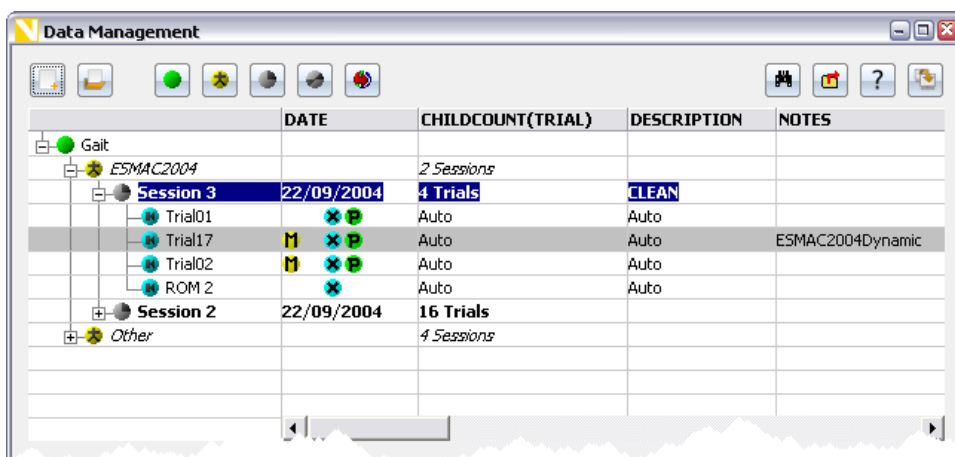 Data Management
?
DATE CHILDCOUNT(TRIAL) DESCRIPTION NOTES
Gait
ESMAC2004 2 Sessions
Session 3 22/09/2004 4 Trials CLEAN
Trial01 X P Auto Auto
Trial17 M X P Auto Auto ESMAC2004Dynamic
Trial02 M X P Auto Auto
ROM 2 X Auto Auto
Session 2 22/09/2004 16 Trials
Other 4 Sessions